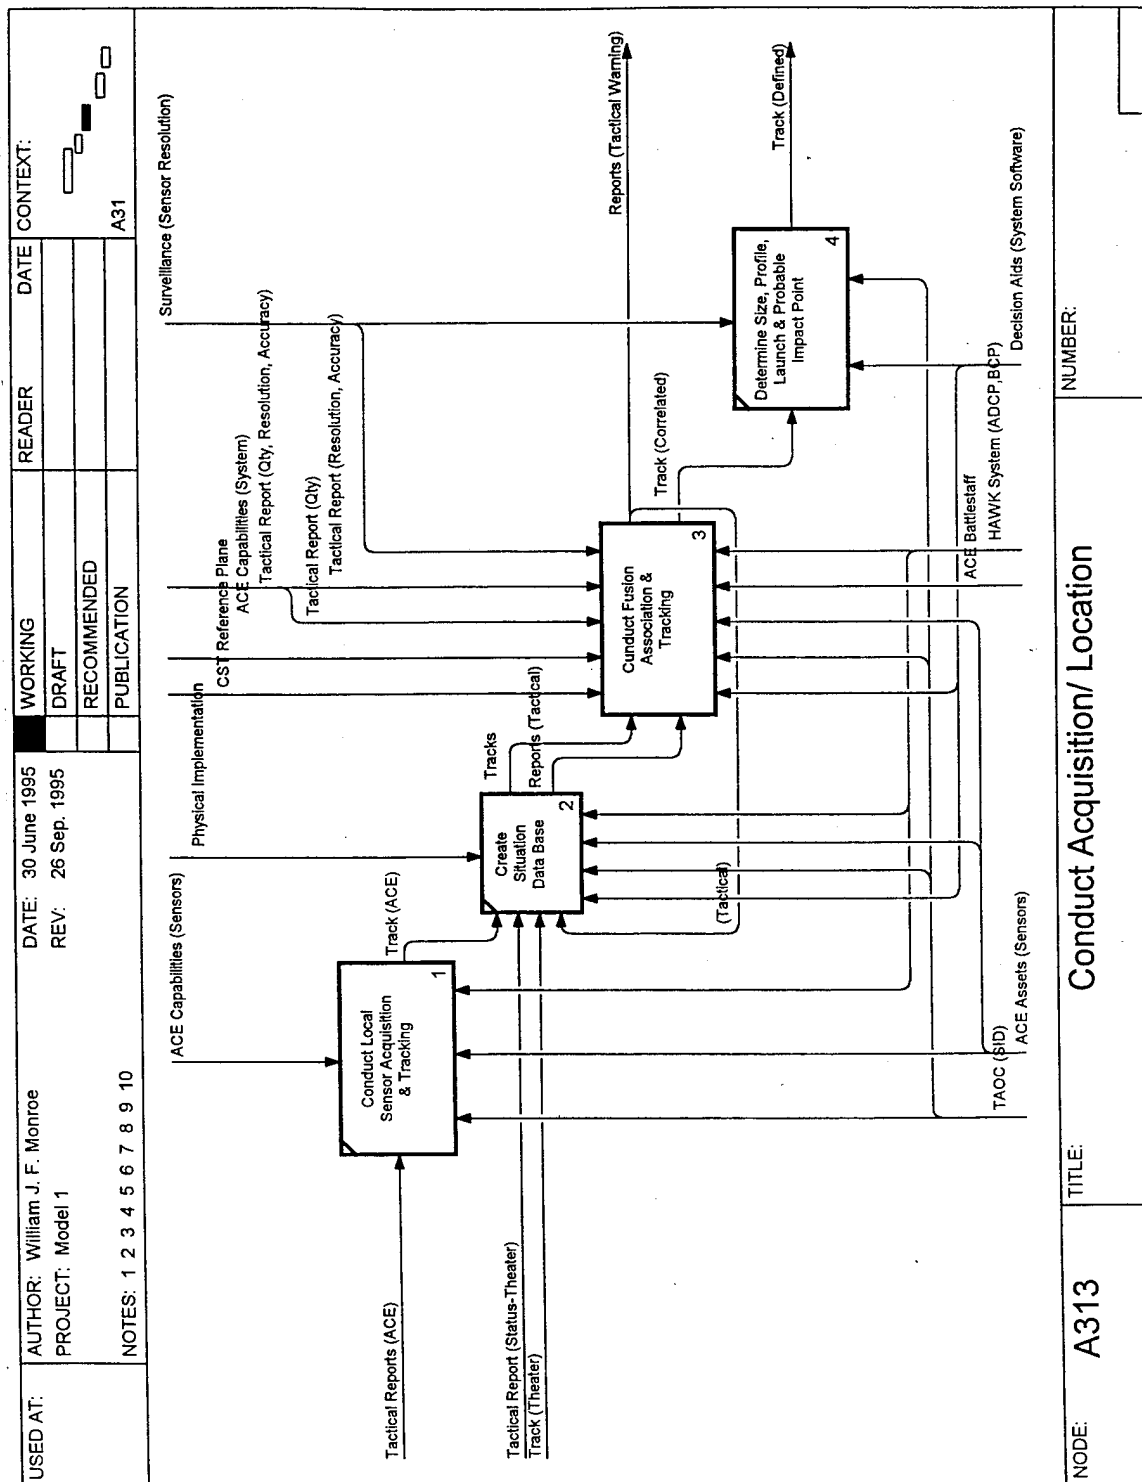 USED AT:
AUTHOR: William J. F. Monroe
PROJECT: Model 1
NOTES: 1 2 3 4 5 6 7 8 9 10
DATE: 30 June 1995
REV: 26 Sep. 1995
WORKING
DRAFT
RECOMMENDED
PUBLICATION
READER
DATE
CONTEXT:
A31
ACE Capabilities (Sensors)
Physical Implementation
CST Reference Plane
ACE Capabilities (System)
Tactical Report (Qty, Resolution, Accuracy)
Surveillance (Sensor Resolution)
Tactical Report (Qty)
Tactical Report (Resolution, Accuracy)
Tactical Reports (ACE)
Conduct Local
Sensor Acquisition
& Tracking
1
Track (ACE)
Tactical Report (Status-Theater)
Track (Theater)
Create
Situation
Data Base
2
Tracks
Reports (Tactical)
Cunduct Fusion
Association &
Tracking
3
Reports (Tactical Warning)
Track (Correlated)
(Tactical)
Determine Size, Profile,
Launch & Probable
Impact Point
4
Track (Defined)
TAOC (SID)
ACE Assets (Sensors)
ACE Battlestaff
HAWK System (ADCP,BCP)
Decision Aids (System Software)
NODE:
A313
TITLE:
Conduct Acquisition/ Location
NUMBER: